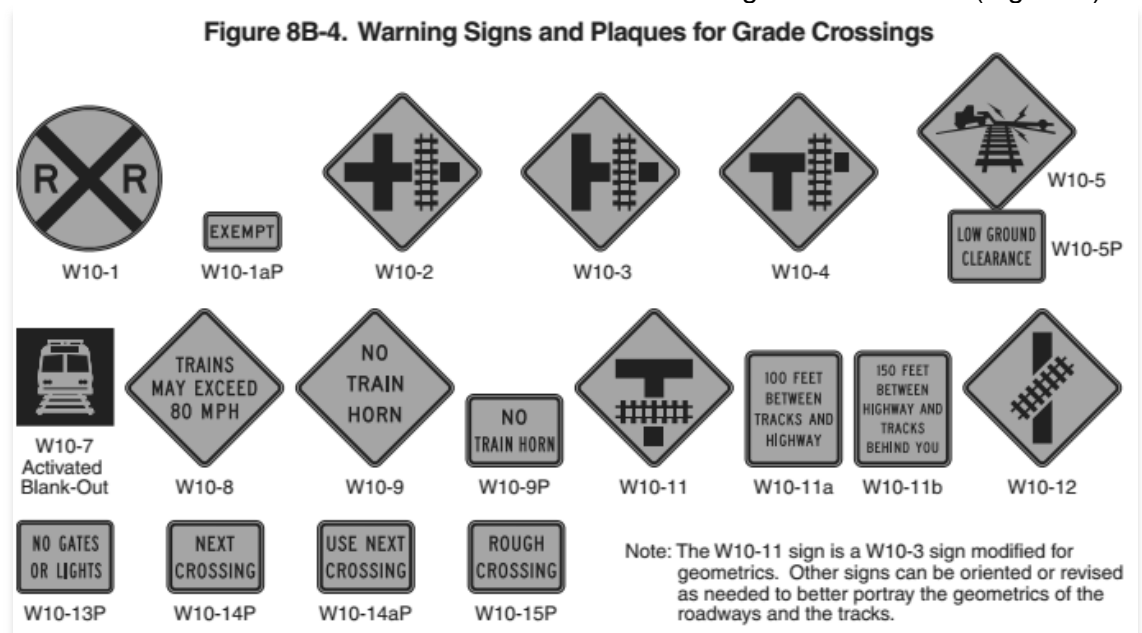 Figure 8B-4. Warning Signs and Plaques for Grade Crossings
R R
W10-1
EXEMPT
W10-1aP
W10-2
W10-3
W10-4
W10-5
LOW GROUND
CLEARANCE
W10-5P
W10-7
Activated
Blank-Out
TRAINS
MAY EXCEED
80 MPH
W10-8
NO
TRAIN
HORN
W10-9
NO
TRAIN HORN
W10-9P
W10-11
100 FEET
BETWEEN
TRACKS AND
HIGHWAY
W10-11a
150 FEET
BETWEEN
HIGHWAY AND
TRACKS
BEHIND YOU
W10-11b
W10-12
NO GATES
OR LIGHTS
W10-13P
NEXT
CROSSING
W10-14P
USE NEXT
CROSSING
W10-14aP
ROUGH
CROSSING
W10-15P
Note: The W10-11 sign is a W10-3 sign modified for
geometrics. Other signs can be oriented or revised
as needed to better portray the geometrics of the
roadways and the tracks.